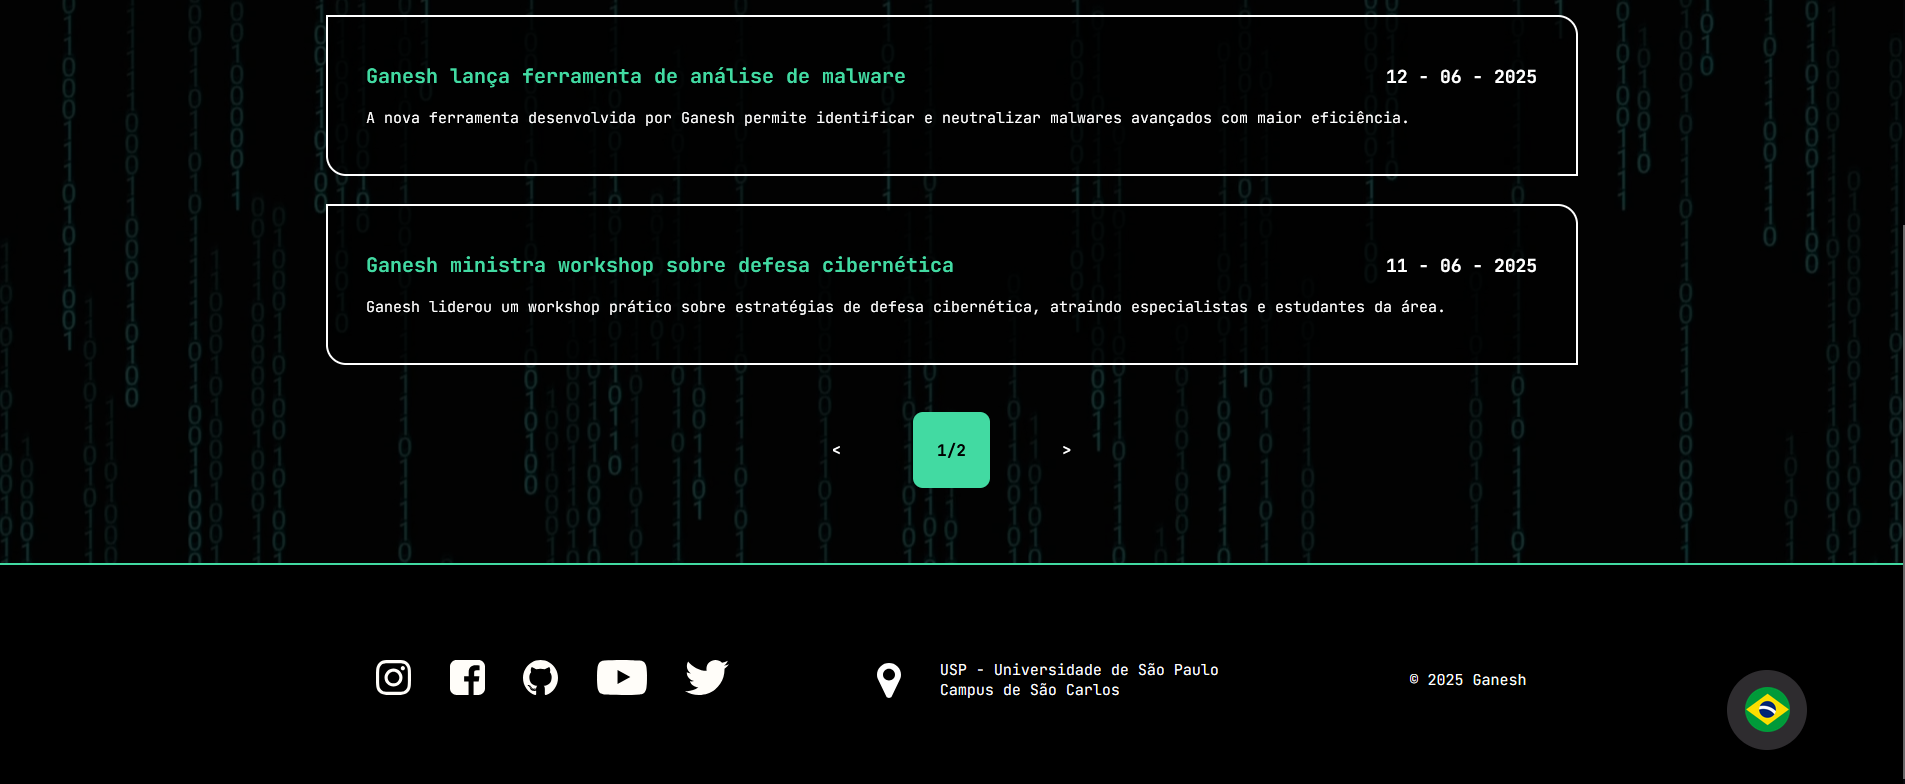 Ganesh lança ferramenta de análise de malware
12 - 06 - 2025
A nova ferramenta desenvolvida por Ganesh permite identificar e neutralizar malwares avançados com maior eficiência.
Ganesh ministra workshop sobre defesa cibernética
11 - 06 - 2025
Ganesh liderou um workshop prático sobre estratégias de defesa cibernética, atraindo especialistas e estudantes da área.
< 1/2 >
USP - Universidade de São Paulo
Campus de São Carlos
© 2025 Ganesh